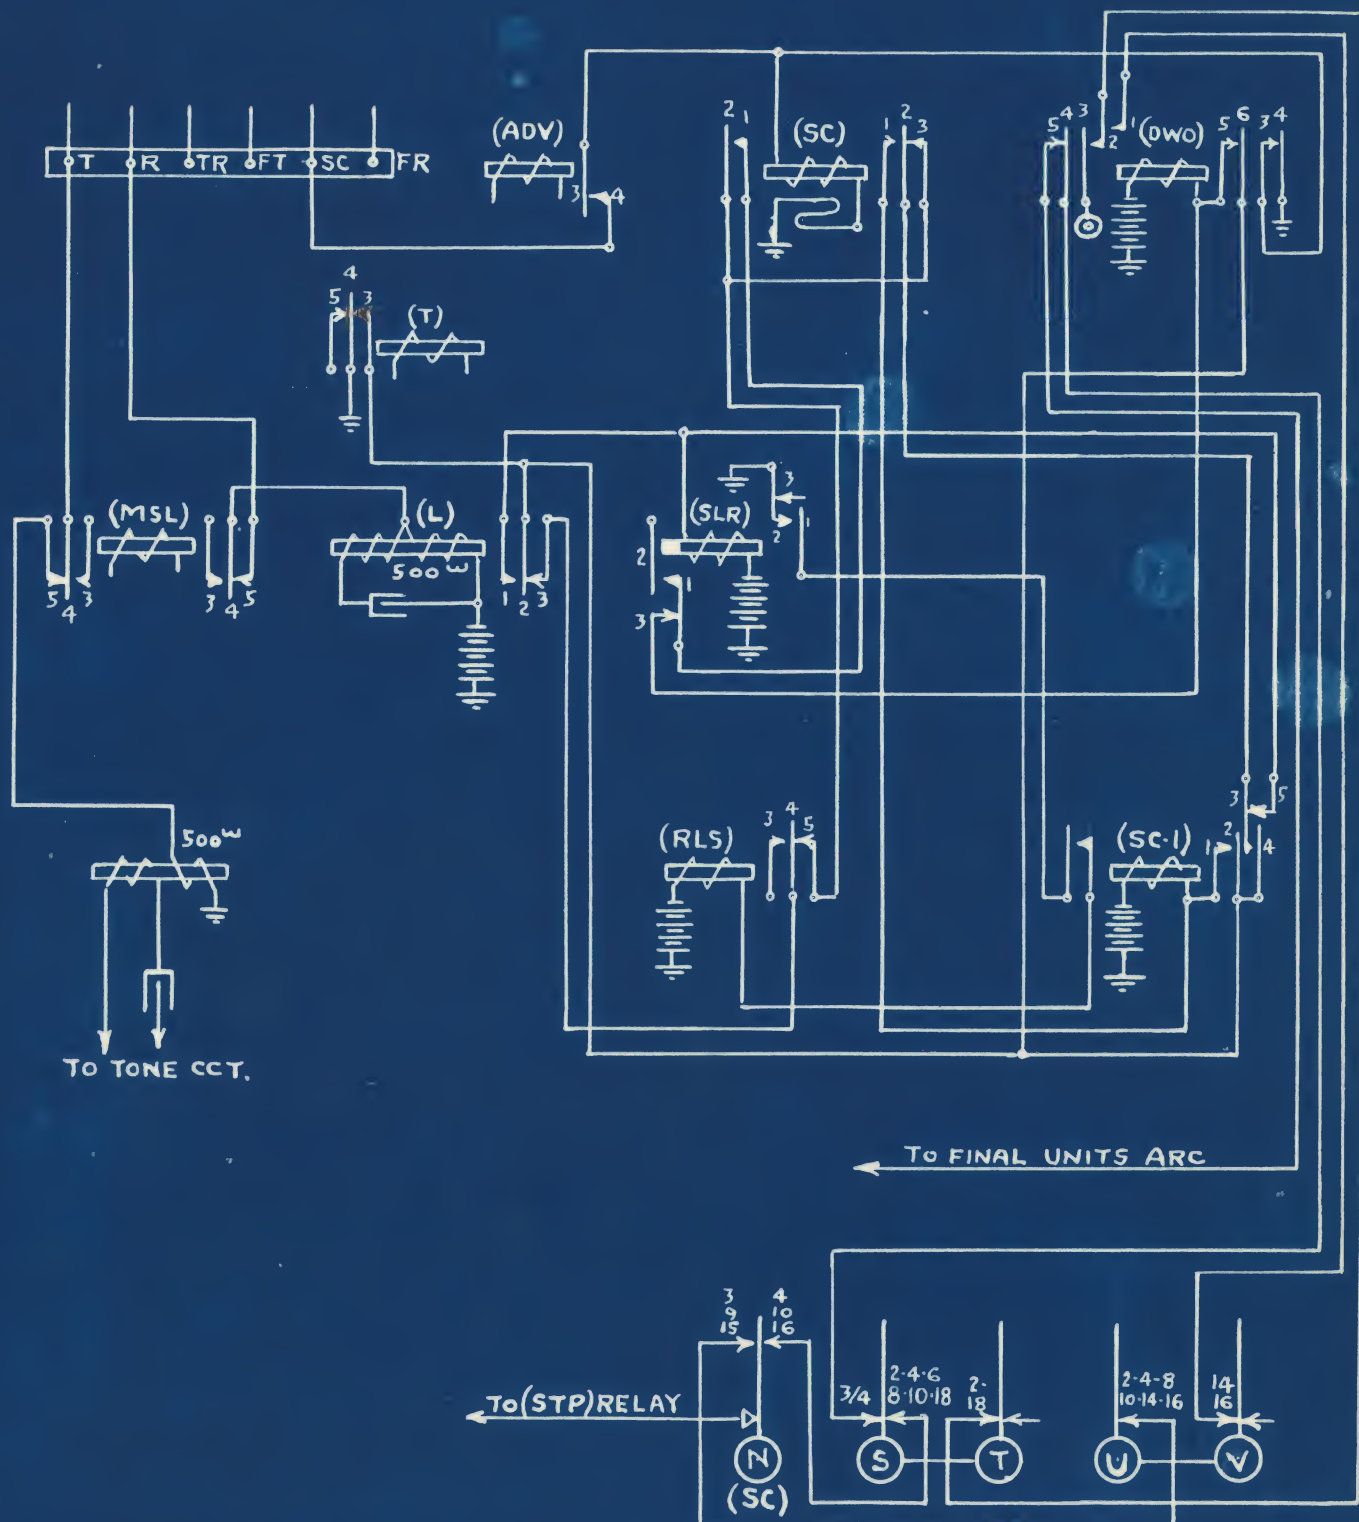 (ADV)
(SC)
(DWO)
2 1
1 2 3
5 4 3
2 1
5 6 3 4
T R TR FT SC FR
3 4
4
5 3
(T)
(MSL)
(L)
(SLR)
3
2 1
500ω
5 4 3
3 4 5
1 2 3
2
1
3
500ω
(RLS)
3 4 5
(SC-1)
3 5
1 2 4
TO TONE CCT.
TO FINAL UNITS ARC
3
9
15
4
10
16
TO (STP) RELAY
3/4
2-4-6
8-10-18
2-
18
2-4-8
10-14-16
14
16
N
S
T
U
V
(SC)